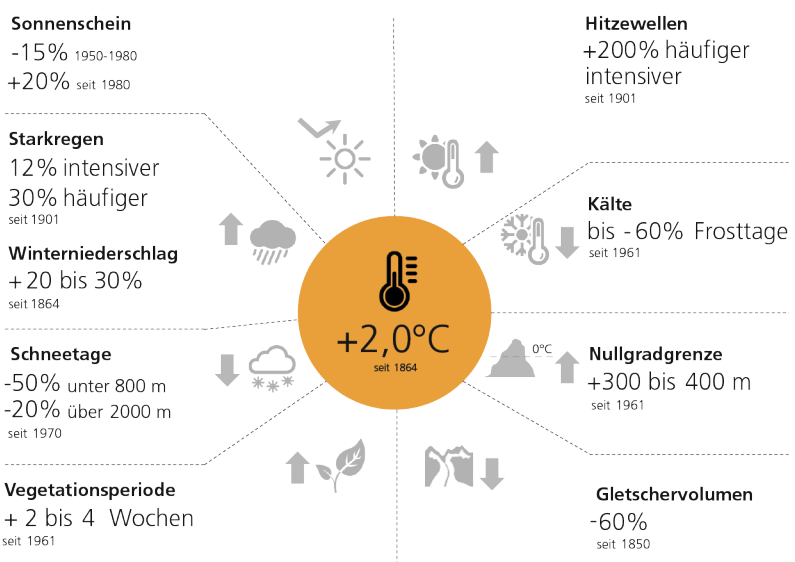 Sonnenschein
-15% 1950-1980
+20% seit 1980
Starkregen
12% intensiver
30% häufiger
seit 1901
Winterniederschlag
+20 bis 30%
seit 1864
Schneetage
-50% unter 800 m
-20% über 2000 m
seit 1970
Vegetationsperiode
+ 2 bis 4 Wochen
seit 1961
+2,0°C
seit 1864
Hitzewellen
+200% häufiger
intensiver
seit 1901
Kälte
bis -60% Frosttage
seit 1961
0°C
Nullgradgrenze
+300 bis 400 m
seit 1961
Gletschervolumen
-60%
seit 1850